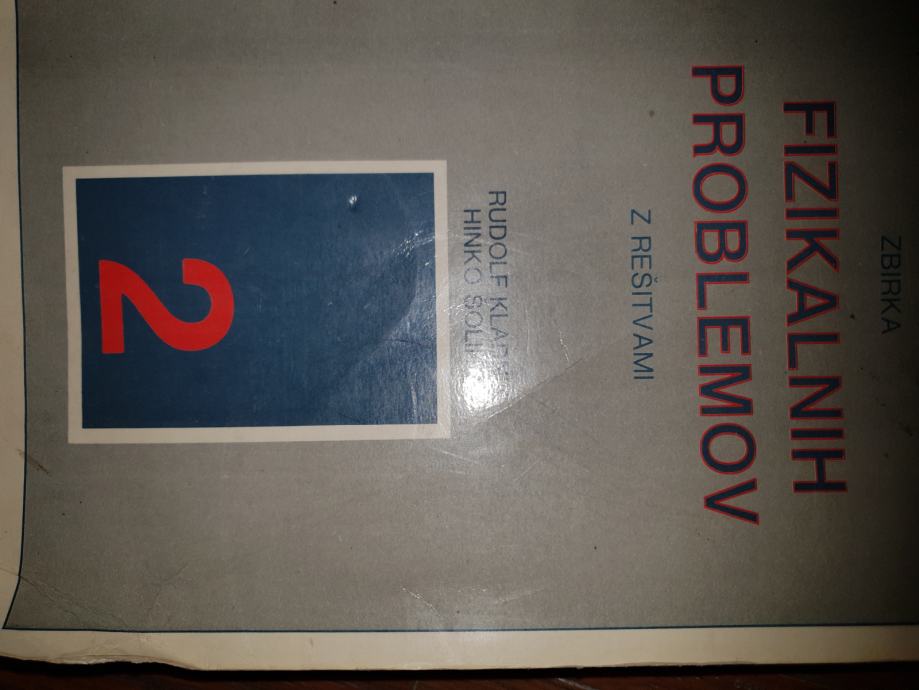 ZBIRKA
FIZIKALNIH
PROBLEMOV
Z REŠITVAMI
RUDOLF
HINKO
2